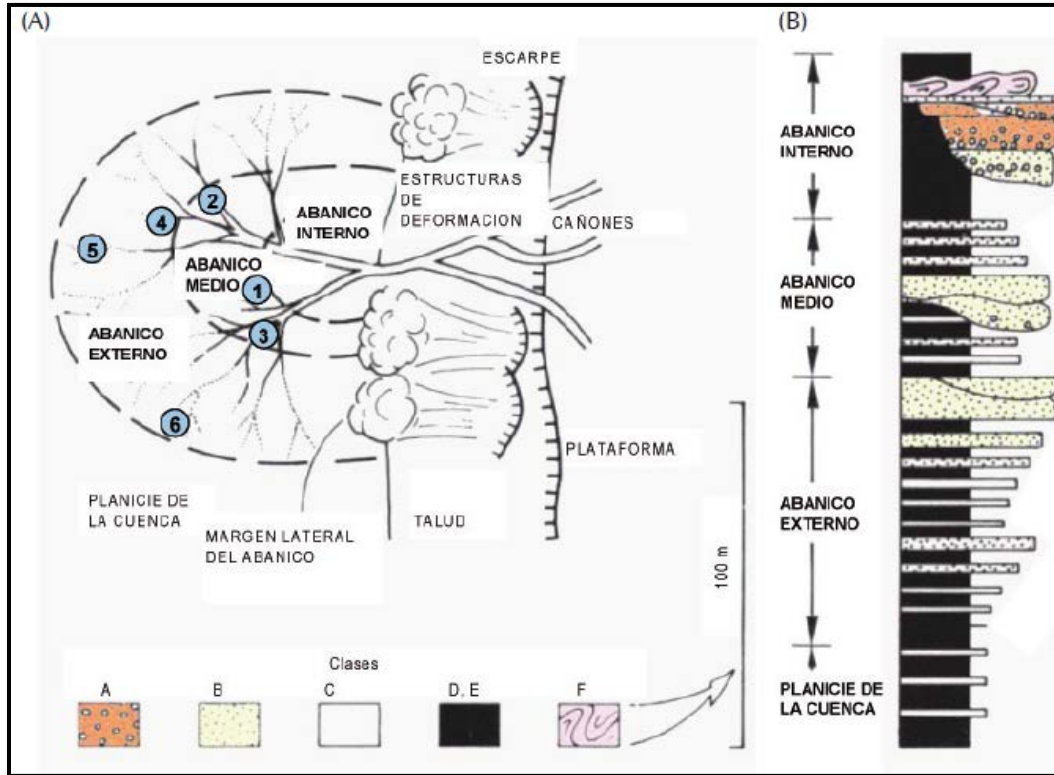 (A)
ESCARPE
ESTRUCTURAS
DE
DEFORMACION
CAÑONES
2
4
5
ABANICO
INTERNO
ABANICO
MEDIO
1
3
ABANICO
EXTERNO
6
PLATAFORMA
PLANICIE DE
LA CUENCA
MARGEN LATERAL
DEL ABANICO
TALUD
100 m
Clases
A B C D, E F
(B)
ABANICO
INTERNO
ABANICO
MEDIO
ABANICO
EXTERNO
PLANICIE DE
LA CUENCA